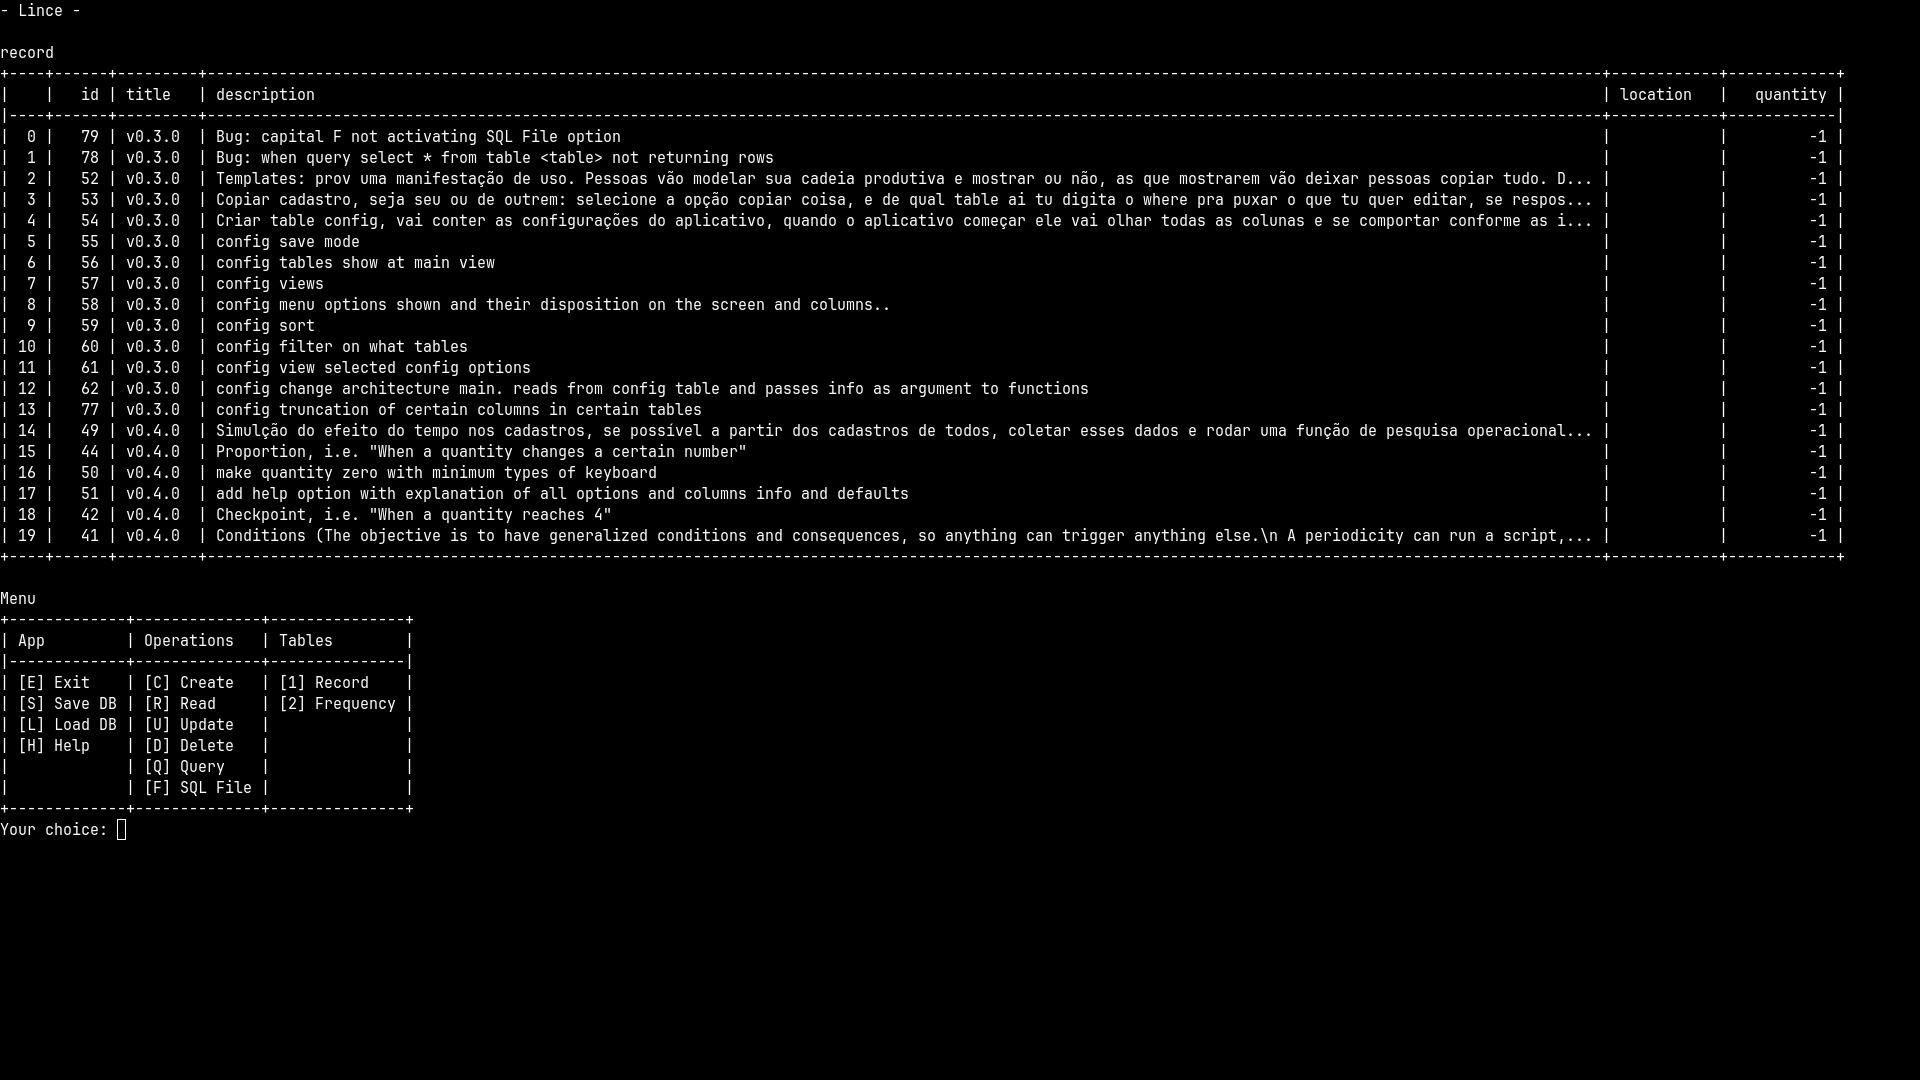 - Lince -
record
+----+------+---------+-----------------------------------------------------------------------------------------------------------------------------------------------------------+------------+------------+
|    |   id | title   | description                                                                                                                                               | location   |   quantity |
|----+------+---------+-----------------------------------------------------------------------------------------------------------------------------------------------------------+------------+------------|
|  0 |   79 | v0.3.0  | Bug: capital F not activating SQL File option                                                                                                             |            |         -1 |
|  1 |   78 | v0.3.0  | Bug: when query select * from table <table> not returning rows                                                                                            |            |         -1 |
|  2 |   52 | v0.3.0  | Templates: prov uma manifestação de uso. Pessoas vão modelar sua cadeia produtiva e mostrar ou não, as que mostrarem vão deixar pessoas copiar tudo. D... |            |         -1 |
|  3 |   53 | v0.3.0  | Copiar cadastro, seja seu ou de outrem: selecione a opção copiar coisa, e de qual table ai tu digita o where pra puxar o que tu quer editar, se respos... |            |         -1 |
|  4 |   54 | v0.3.0  | Criar table config, vai conter as configurações do aplicativo, quando o aplicativo começar ele vai olhar todas as colunas e se comportar conforme as i... |            |         -1 |
|  5 |   55 | v0.3.0  | config save mode                                                                                                                                          |            |         -1 |
|  6 |   56 | v0.3.0  | config tables show at main view                                                                                                                           |            |         -1 |
|  7 |   57 | v0.3.0  | config views                                                                                                                                              |            |         -1 |
|  8 |   58 | v0.3.0  | config menu options shown and their disposition on the screen and columns..                                                                               |            |         -1 |
|  9 |   59 | v0.3.0  | config sort                                                                                                                                               |            |         -1 |
| 10 |   60 | v0.3.0  | config filter on what tables                                                                                                                              |            |         -1 |
| 11 |   61 | v0.3.0  | config view selected config options                                                                                                                       |            |         -1 |
| 12 |   62 | v0.3.0  | config change architecture main. reads from config table and passes info as argument to functions                                                         |            |         -1 |
| 13 |   77 | v0.3.0  | config truncation of certain columns in certain tables                                                                                                    |            |         -1 |
| 14 |   49 | v0.4.0  | Simulção do efeito do tempo nos cadastros, se possível a partir dos cadastros de todos, coletar esses dados e rodar uma função de pesquisa operacional... |            |         -1 |
| 15 |   44 | v0.4.0  | Proportion, i.e. "When a quantity changes a certain number"                                                                                               |            |         -1 |
| 16 |   50 | v0.4.0  | make quantity zero with minimum types of keyboard                                                                                                         |            |         -1 |
| 17 |   51 | v0.4.0  | add help option with explanation of all options and columns info and defaults                                                                             |            |         -1 |
| 18 |   42 | v0.4.0  | Checkpoint, i.e. "When a quantity reaches 4"                                                                                                              |            |         -1 |
| 19 |   41 | v0.4.0  | Conditions (The objective is to have generalized conditions and consequences, so anything can trigger anything else.\n A periodicity can run a script,... |            |         -1 |
+----+------+---------+-----------------------------------------------------------------------------------------------------------------------------------------------------------+------------+------------+
Menu
+-------------+--------------+---------------+
| App         | Operations   | Tables        |
|-------------+--------------+---------------|
| [E] Exit    | [C] Create   | [1] Record    |
| [S] Save DB | [R] Read     | [2] Frequency |
| [L] Load DB | [U] Update   |               |
| [H] Help    | [D] Delete   |               |
|             | [Q] Query    |               |
|             | [F] SQL File |               |
+-------------+--------------+---------------+
Your choice: